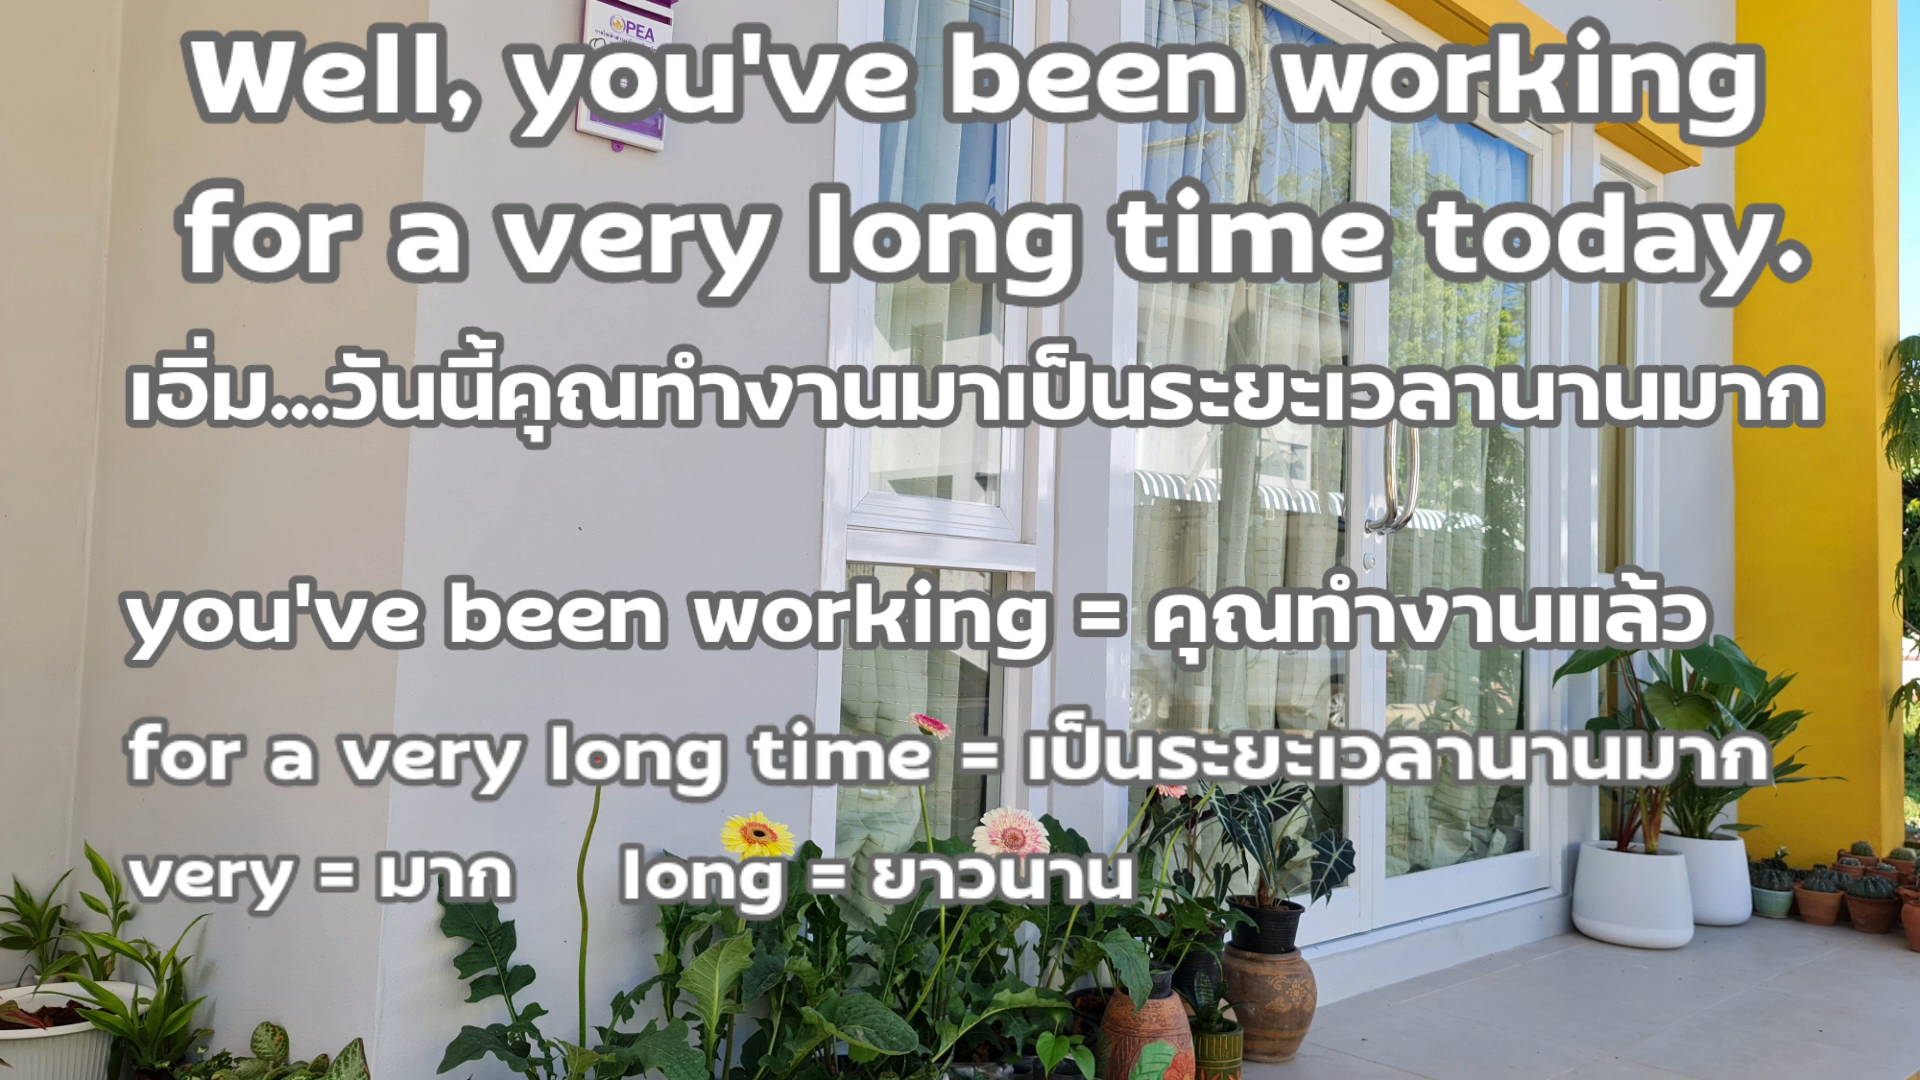 PEA
Well, you've been working
for a very long time today.
เอิ่ม...วันนี้คุณทำงานมาเป็นระยะเวลานานมาก
you've been working = คุณทำงานแล้ว
for a very long time = เป็นระยะเวลานานมาก
very = มาก long = ยาวนาน